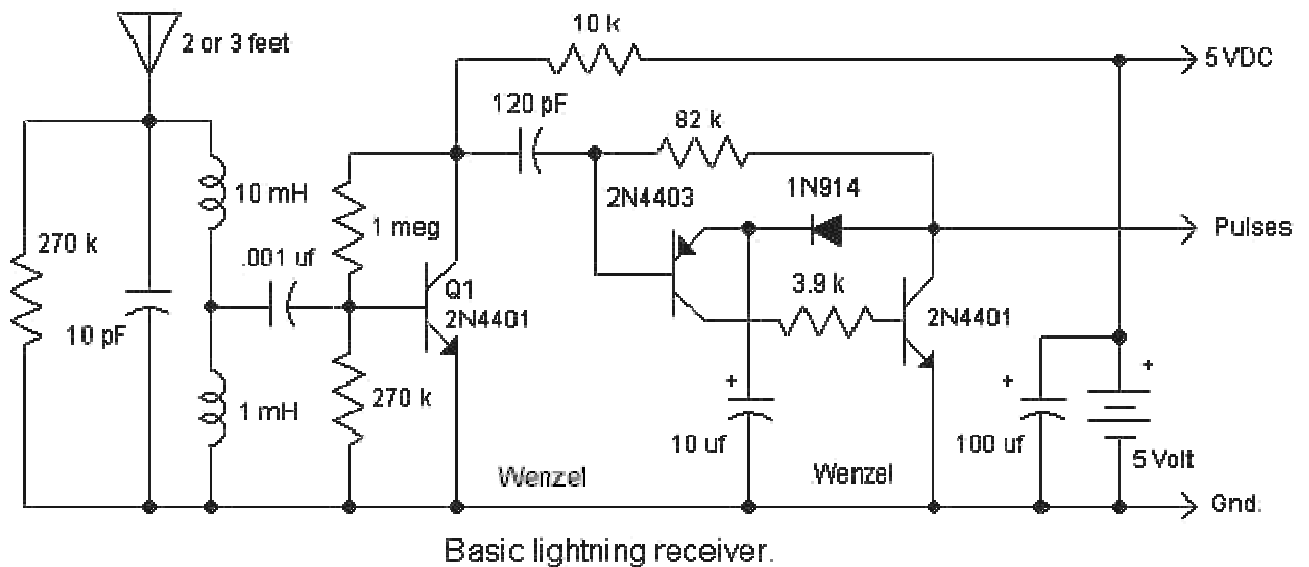 10 k
2 or 3 feet
5 VDC
120 pF
82 k
2N4403
1N914
10 mH
1 meg
Pulses
270 k
.001 uf
3.9 k
Q1
2N4401
2N4401
10 pF
+
+
+
1 mH
270 k
10 uf
100 uf
5 Volt
Wenzel
Wenzel
Gnd.
Basic lightning receiver.